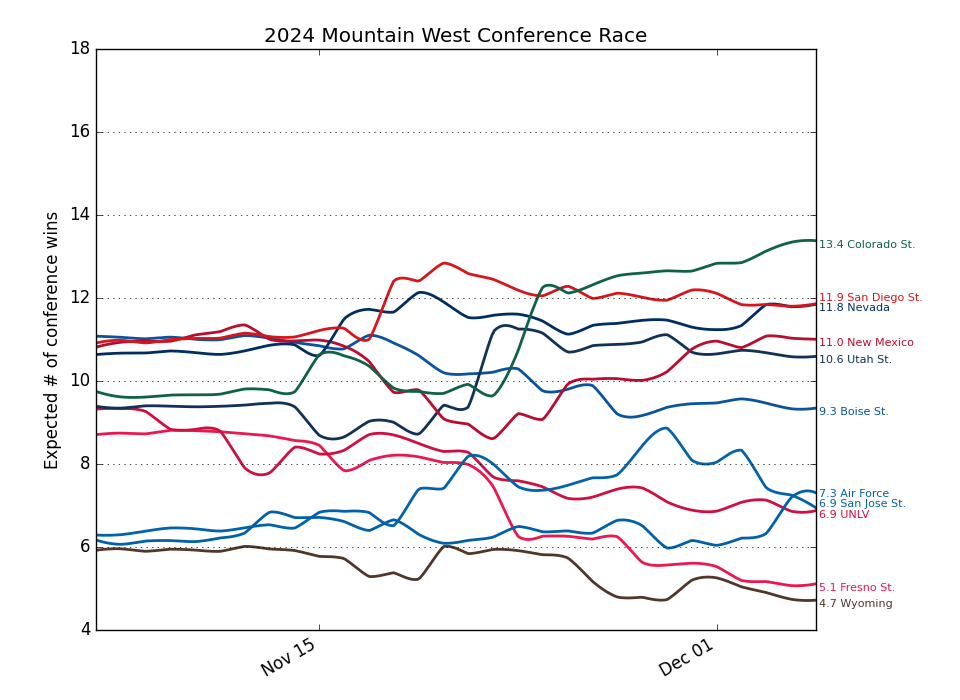 2024 Mountain West Conference Race
Expected # of conference wins
18
16
14
12
10
8
6
4
Nov 15
Dec 01
13.4 Colorado St.
11.9 San Diego St.
11.8 Nevada
11.0 New Mexico
10.6 Utah St.
9.3 Boise St.
7.3 Air Force
6.9 San Jose St.
6.9 UNLV
5.1 Fresno St.
4.7 Wyoming